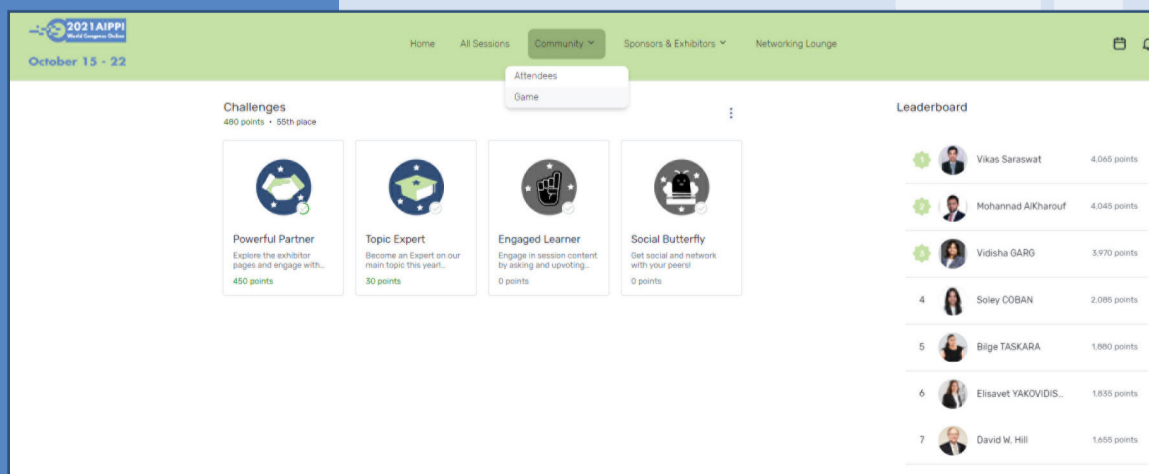 2021AIPPI
World Congress Online
October 15 - 22
Home
All Sessions
Community
Sponsors & Exhibitors
Networking Lounge
Attendees
Game
Challenges
480 points • 55th place
Powerful Partner
Explore the exhibitor
pages and engage with...
450 points
Topic Expert
Become an Expert on our
main topic this year!...
30 points
Engaged Learner
Engage in session content
by asking and upvoting...
0 points
Social Butterfly
Get social and network
with your peers!
0 points
Leaderboard
1 Vikas Saraswat 4,065 points
2 Mohannad AlKharouf 4,045 points
3 Vidisha GARG 3,970 points
4 Soley COBAN 2,085 points
5 Bilge TASKARA 1,880 points
6 Elisavet YAKOVIDIS... 1,835 points
7 David W. Hill 1,655 points